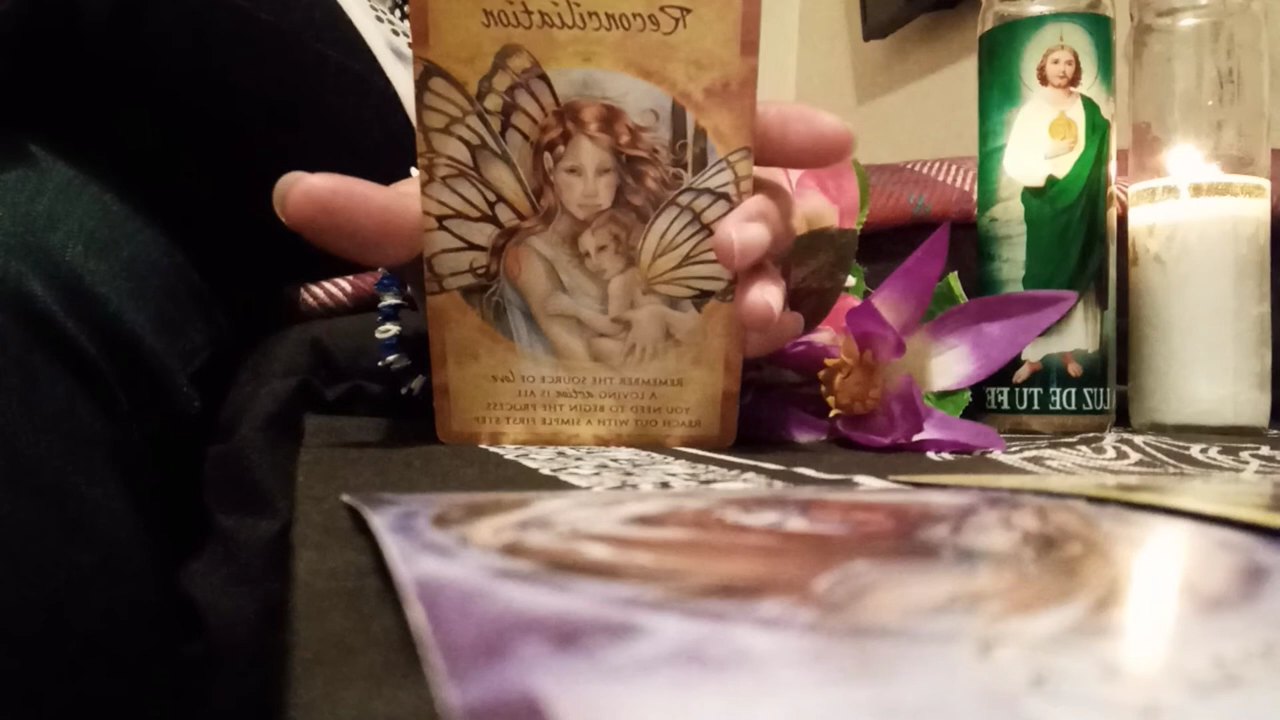 Reconciliation
REMEMBER THE SOURCE OF love
A LOVING action IS ALL
YOU NEED TO BEGIN THE PROCESS
REACH OUT WITH A SIMPLE FIRST STEP
LUZ DE TU FE